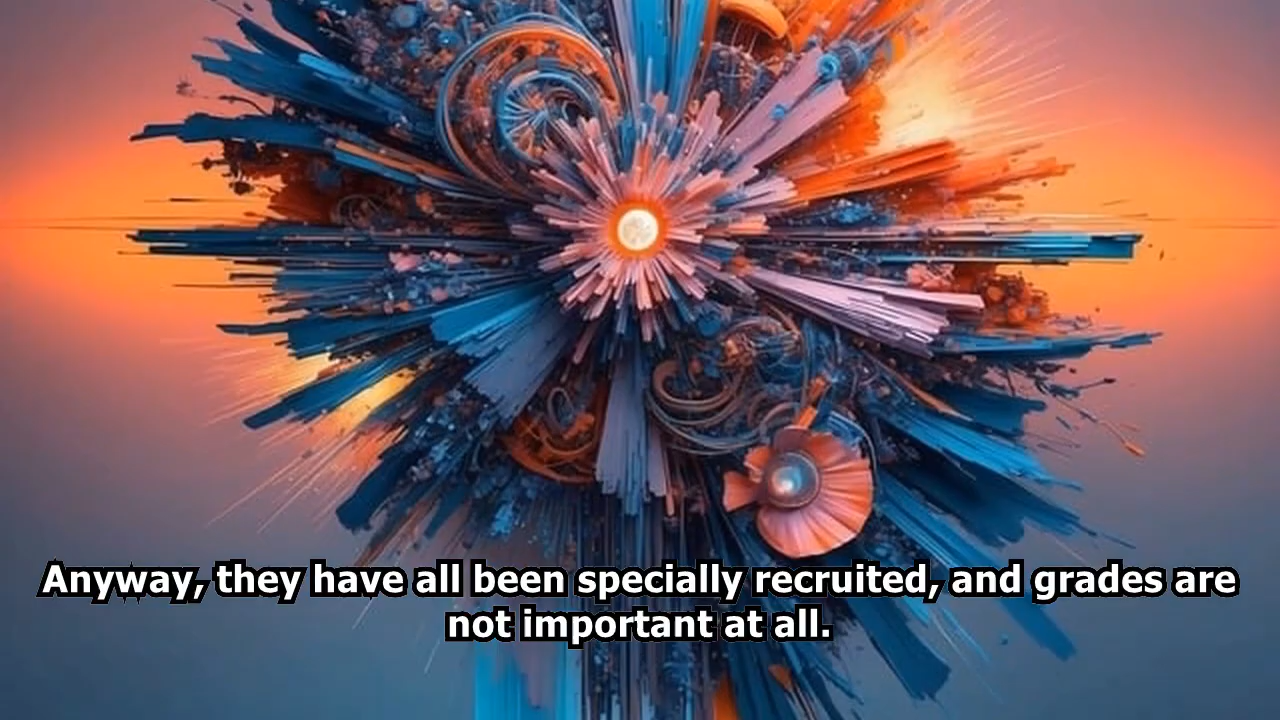 Anyway, they have all been specially recruited, and grades are
not important at all.